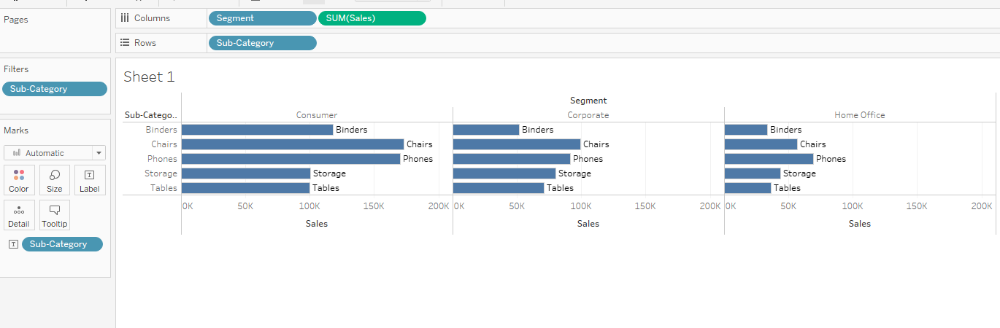 Pages
Columns Segment SUM(Sales)
Rows Sub-Category
Filters
Sub-Category
Marks
Automatic
Color Size Label
Detail Tooltip
Sub-Category
Sheet 1
Segment
Sub-Catego.. Consumer Corporate Home Office
Binders Binders Binders Binders
Chairs Chairs Chairs Chairs
Phones Phones Phones Phones
Storage Storage Storage Storage
Tables Tables Tables Tables
0K 50K 100K 150K 200K 0K 50K 100K 150K 200K 0K 50K 100K 150K 200K
Sales Sales Sales